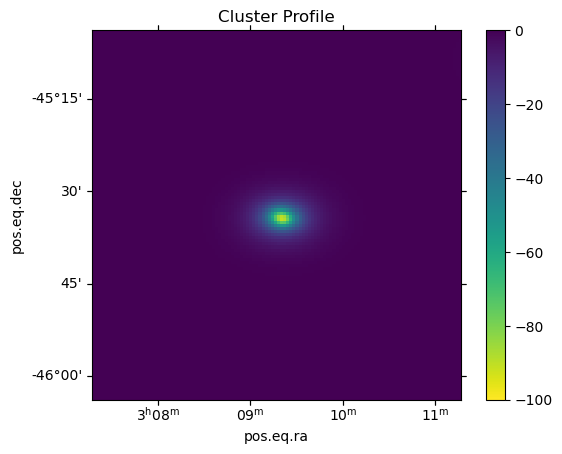 Cluster Profile
pos.eq.dec
-45°15'
30'
45'
-46°00'
3ʰ08ᵐ
09ᵐ
10ᵐ
11ᵐ
pos.eq.ra
0
−20
−40
−60
−80
−100